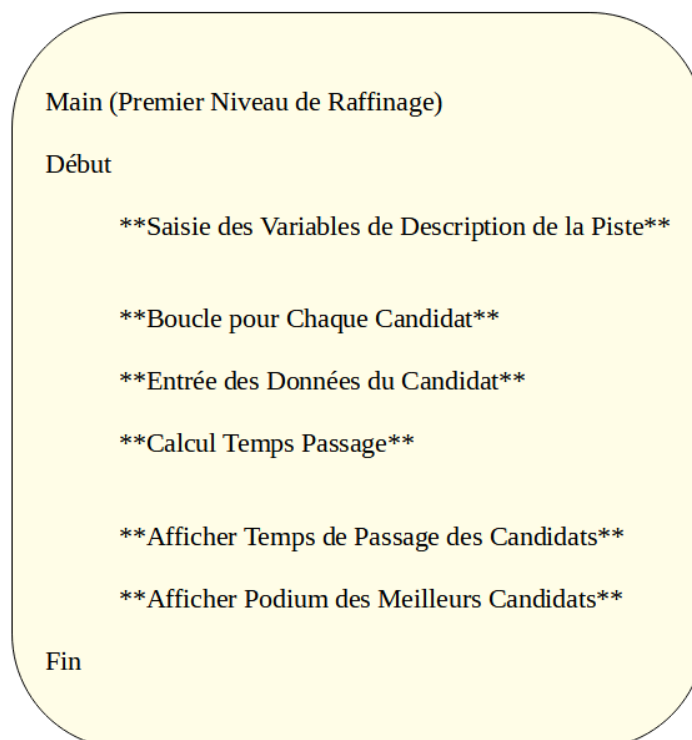 Main (Premier Niveau de Raffinage)
Début
**Saisie des Variables de Description de la Piste**
**Boucle pour Chaque Candidat**
**Entrée des Données du Candidat**
**Calcul Temps Passage**
**Afficher Temps de Passage des Candidats**
**Afficher Podium des Meilleurs Candidats**
Fin